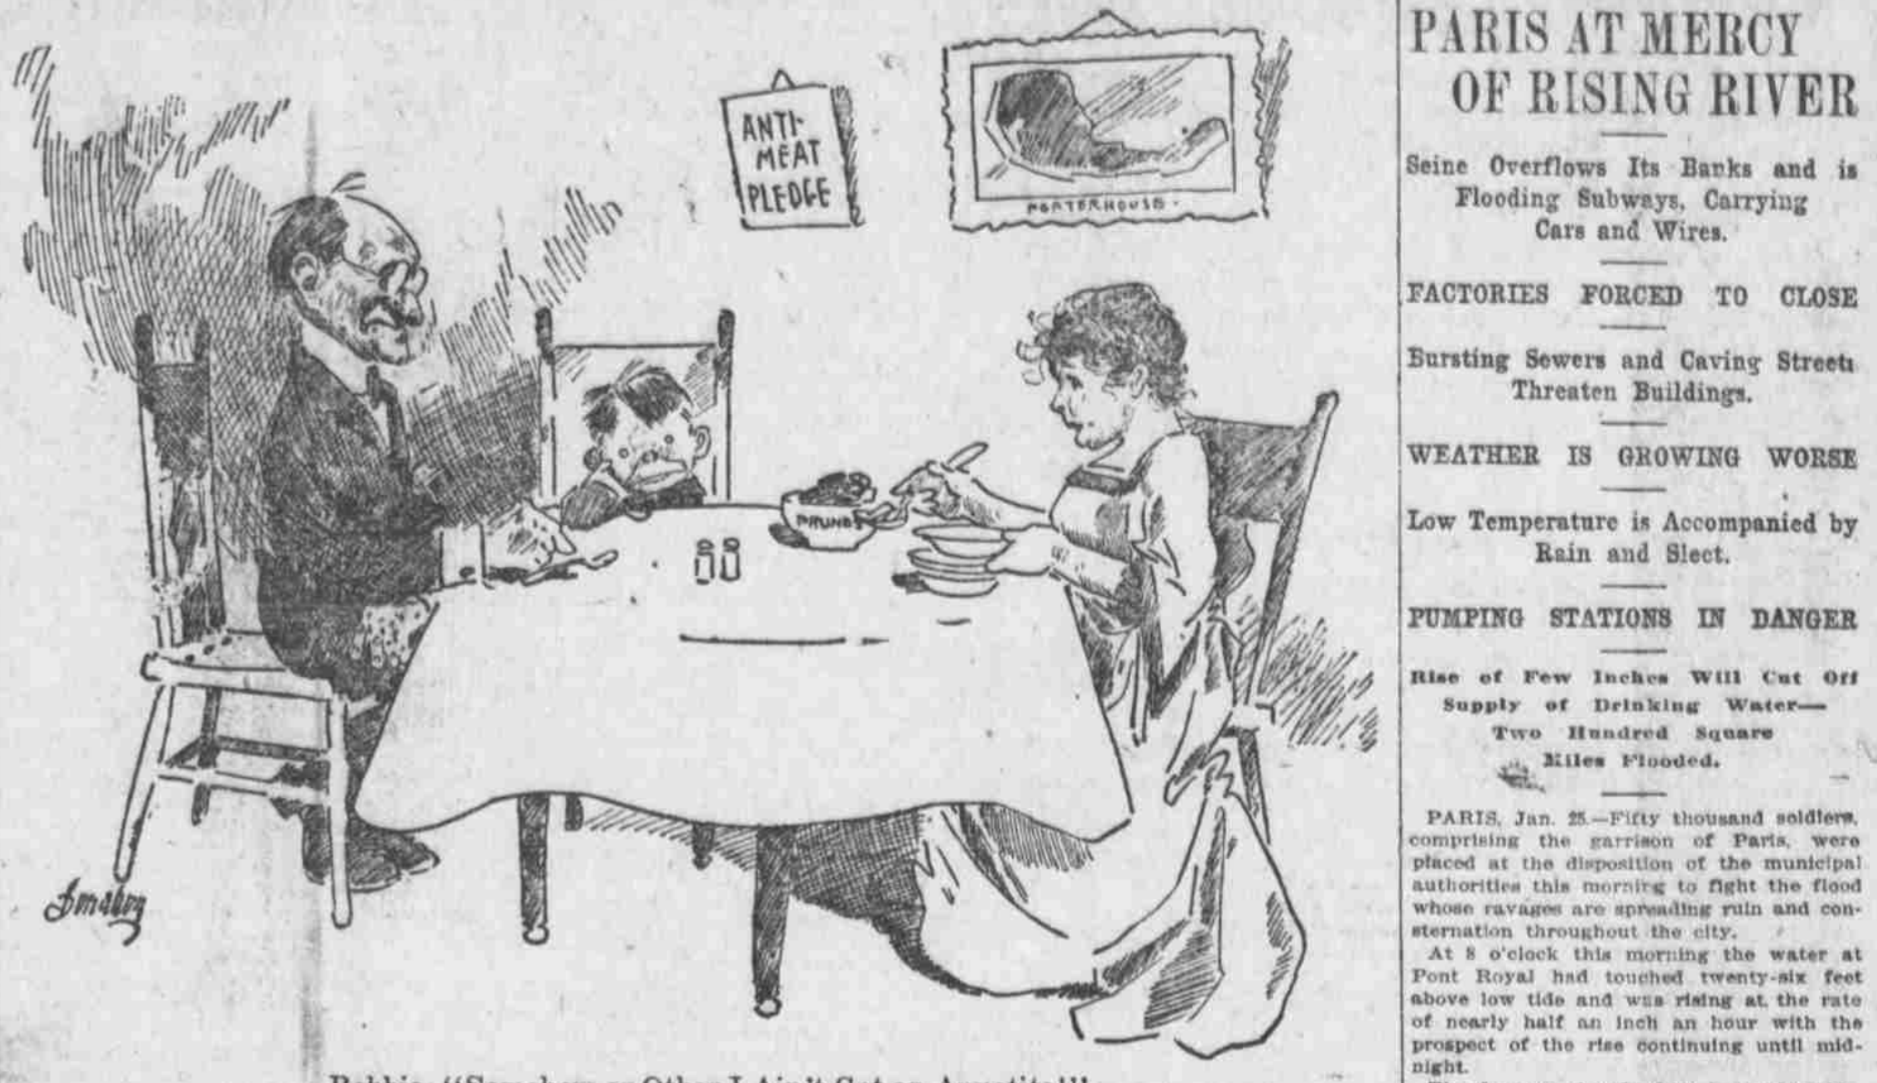 ANTI-
MEAT
PLEDGE
PORTERHOUSE.
PRUNES
PARIS AT MERCY
OF RISING RIVER
Seine Overflows Its Banks and is
Flooding Subways, Carrying
Cars and Wires.
FACTORIES FORCED TO CLOSE
Bursting Sewers and Caving Streets
Threaten Buildings.
WEATHER IS GROWING WORSE
Low Temperature is Accompanied by
Rain and Sleet.
PUMPING STATIONS IN DANGER
Rise of Few Inches Will Cut Off
Supply of Drinking Water—
Two Hundred Square
Miles Flooded.
PARIS, Jan. 25.—Fifty thousand soldiers,
comprising the garrison of Paris, were
placed at the disposition of the municipal
authorities this morning to fight the flood
whose ravages are spreading ruin and con-
sternation throughout the city.
At 8 o'clock this morning the water at
Pont Royal had touched twenty-six feet
above low tide and was rising at the rate
of nearly half an inch an hour with the
prospect of the rise continuing until mid-
night.